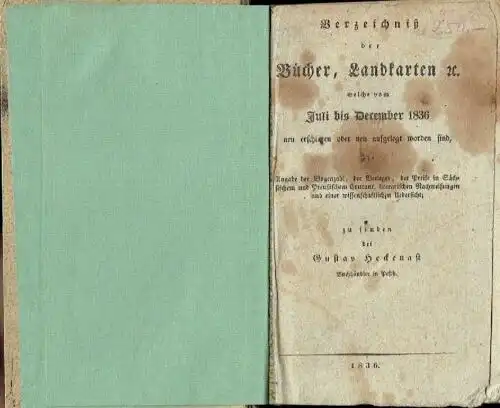 Verzeichniß
der
Bücher, Landkarten ꝛc.
welche vom
Juli bis December 1836
neu erschienen oder neu aufgelegt worden sind,
mit
Angabe der Bogenzahl, der Verleger, der Preise in Säch-
sischem und Preußischem Courant, literarischen Nachweisungen
und einer wissenschaftlichen Uebersicht;
zu finden
bei
Gustav Heckenast
Buchhändler in Pesth.
1836.